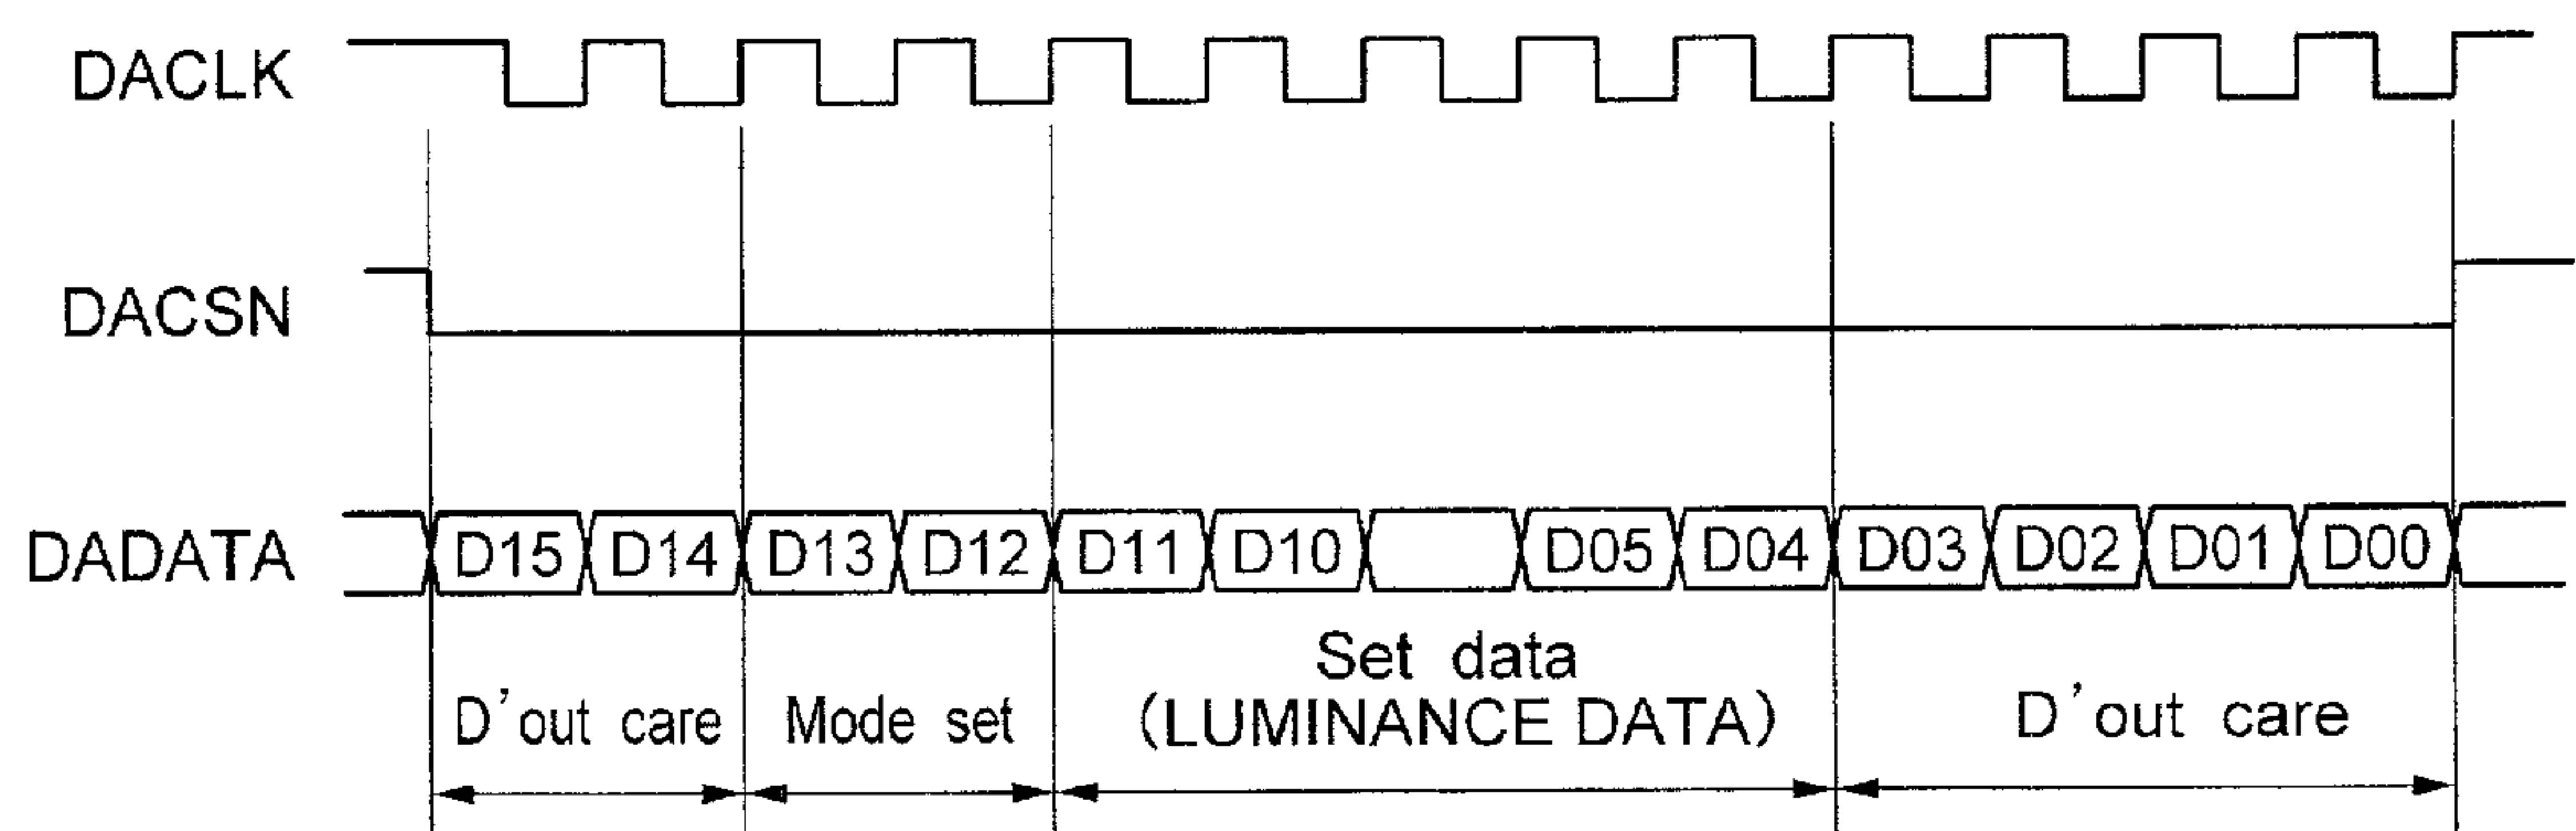 DACLK
DACSN
DADATA D15 D14 D13 D12 D11 D10 D05 D04 D03 D02 D01 D00
Set data
D'out care Mode set (LUMINANCE DATA) D'out care